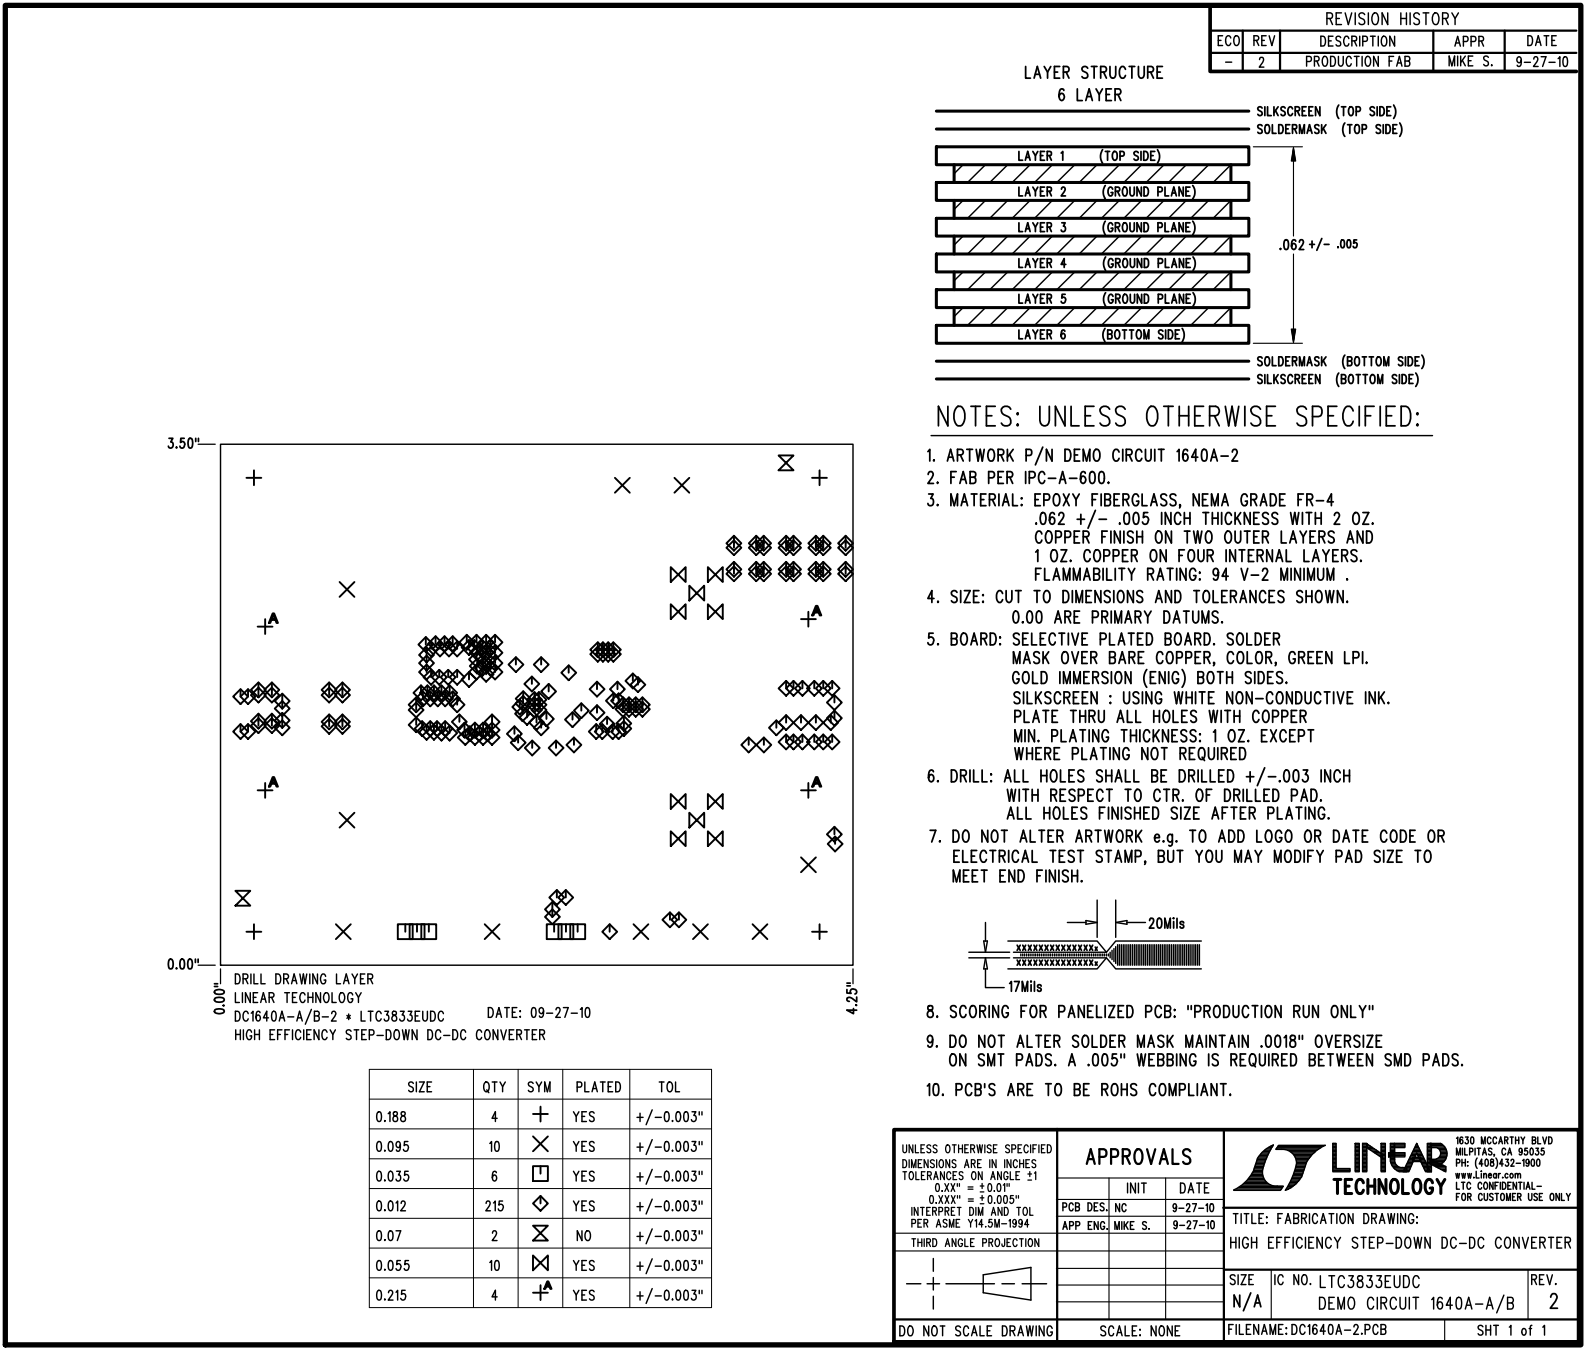 REVISION HISTORY
ECO REV DESCRIPTION APPR DATE
- 2 PRODUCTION FAB MIKE S. 9-27-10
LAYER STRUCTURE
6 LAYER
SILKSCREEN (TOP SIDE)
SOLDERMASK (TOP SIDE)
LAYER 1 (TOP SIDE)
LAYER 2 (GROUND PLANE)
LAYER 3 (GROUND PLANE)
.062 +/- .005
LAYER 4 (GROUND PLANE)
LAYER 5 (GROUND PLANE)
LAYER 6 (BOTTOM SIDE)
SOLDERMASK (BOTTOM SIDE)
SILKSCREEN (BOTTOM SIDE)
NOTES: UNLESS OTHERWISE SPECIFIED:
1. ARTWORK P/N DEMO CIRCUIT 1640A-2
2. FAB PER IPC-A-600.
3. MATERIAL: EPOXY FIBERGLASS, NEMA GRADE FR-4
.062 +/- .005 INCH THICKNESS WITH 2 OZ.
COPPER FINISH ON TWO OUTER LAYERS AND
1 OZ. COPPER ON FOUR INTERNAL LAYERS.
FLAMMABILITY RATING: 94 V-2 MINIMUM .
4. SIZE: CUT TO DIMENSIONS AND TOLERANCES SHOWN.
0.00 ARE PRIMARY DATUMS.
5. BOARD: SELECTIVE PLATED BOARD. SOLDER
MASK OVER BARE COPPER, COLOR, GREEN LPI.
GOLD IMMERSION (ENIG) BOTH SIDES.
SILKSCREEN : USING WHITE NON-CONDUCTIVE INK.
PLATE THRU ALL HOLES WITH COPPER
MIN. PLATING THICKNESS: 1 OZ. EXCEPT
WHERE PLATING NOT REQUIRED
6. DRILL: ALL HOLES SHALL BE DRILLED +/-.003 INCH
WITH RESPECT TO CTR. OF DRILLED PAD.
ALL HOLES FINISHED SIZE AFTER PLATING.
7. DO NOT ALTER ARTWORK e.g. TO ADD LOGO OR DATE CODE OR
ELECTRICAL TEST STAMP, BUT YOU MAY MODIFY PAD SIZE TO
MEET END FINISH.
20Mils
17Mils
8. SCORING FOR PANELIZED PCB: "PRODUCTION RUN ONLY"
9. DO NOT ALTER SOLDER MASK MAINTAIN .0018" OVERSIZE
ON SMT PADS. A .005" WEBBING IS REQUIRED BETWEEN SMD PADS.
10. PCB'S ARE TO BE ROHS COMPLIANT.
3.50"
A
A
A
A
0.00"
0.00"
4.25"
DRILL DRAWING LAYER
LINEAR TECHNOLOGY
DC1640A-A/B-2 * LTC3833EUDC DATE: 09-27-10
HIGH EFFICIENCY STEP-DOWN DC-DC CONVERTER
SIZE QTY SYM PLATED TOL
0.188 4 YES +/-0.003"
0.095 10 YES +/-0.003"
0.035 6 YES +/-0.003"
0.012 215 YES +/-0.003"
0.07 2 NO +/-0.003"
0.055 10 YES +/-0.003"
0.215 4 A YES +/-0.003"
UNLESS OTHERWISE SPECIFIED
DIMENSIONS ARE IN INCHES
TOLERANCES ON ANGLE ±1
0.XX" = ±0.01"
0.XXX" = ±0.005"
INTERPRET DIM AND TOL
PER ASME Y14.5M-1994
THIRD ANGLE PROJECTION
DO NOT SCALE DRAWING
APPROVALS
INIT DATE
PCB DES. NC 9-27-10
APP ENG. MIKE S. 9-27-10
SCALE: NONE
LINEAR
TECHNOLOGY
1630 MCCARTHY BLVD
MILPITAS, CA 95035
PH: (408)432-1900
www.Linear.com
LTC CONFIDENTIAL-
FOR CUSTOMER USE ONLY
TITLE: FABRICATION DRAWING:
HIGH EFFICIENCY STEP-DOWN DC-DC CONVERTER
SIZE IC NO. LTC3833EUDC REV.
N/A DEMO CIRCUIT 1640A-A/B 2
FILENAME: DC1640A-2.PCB SHT 1 of 1